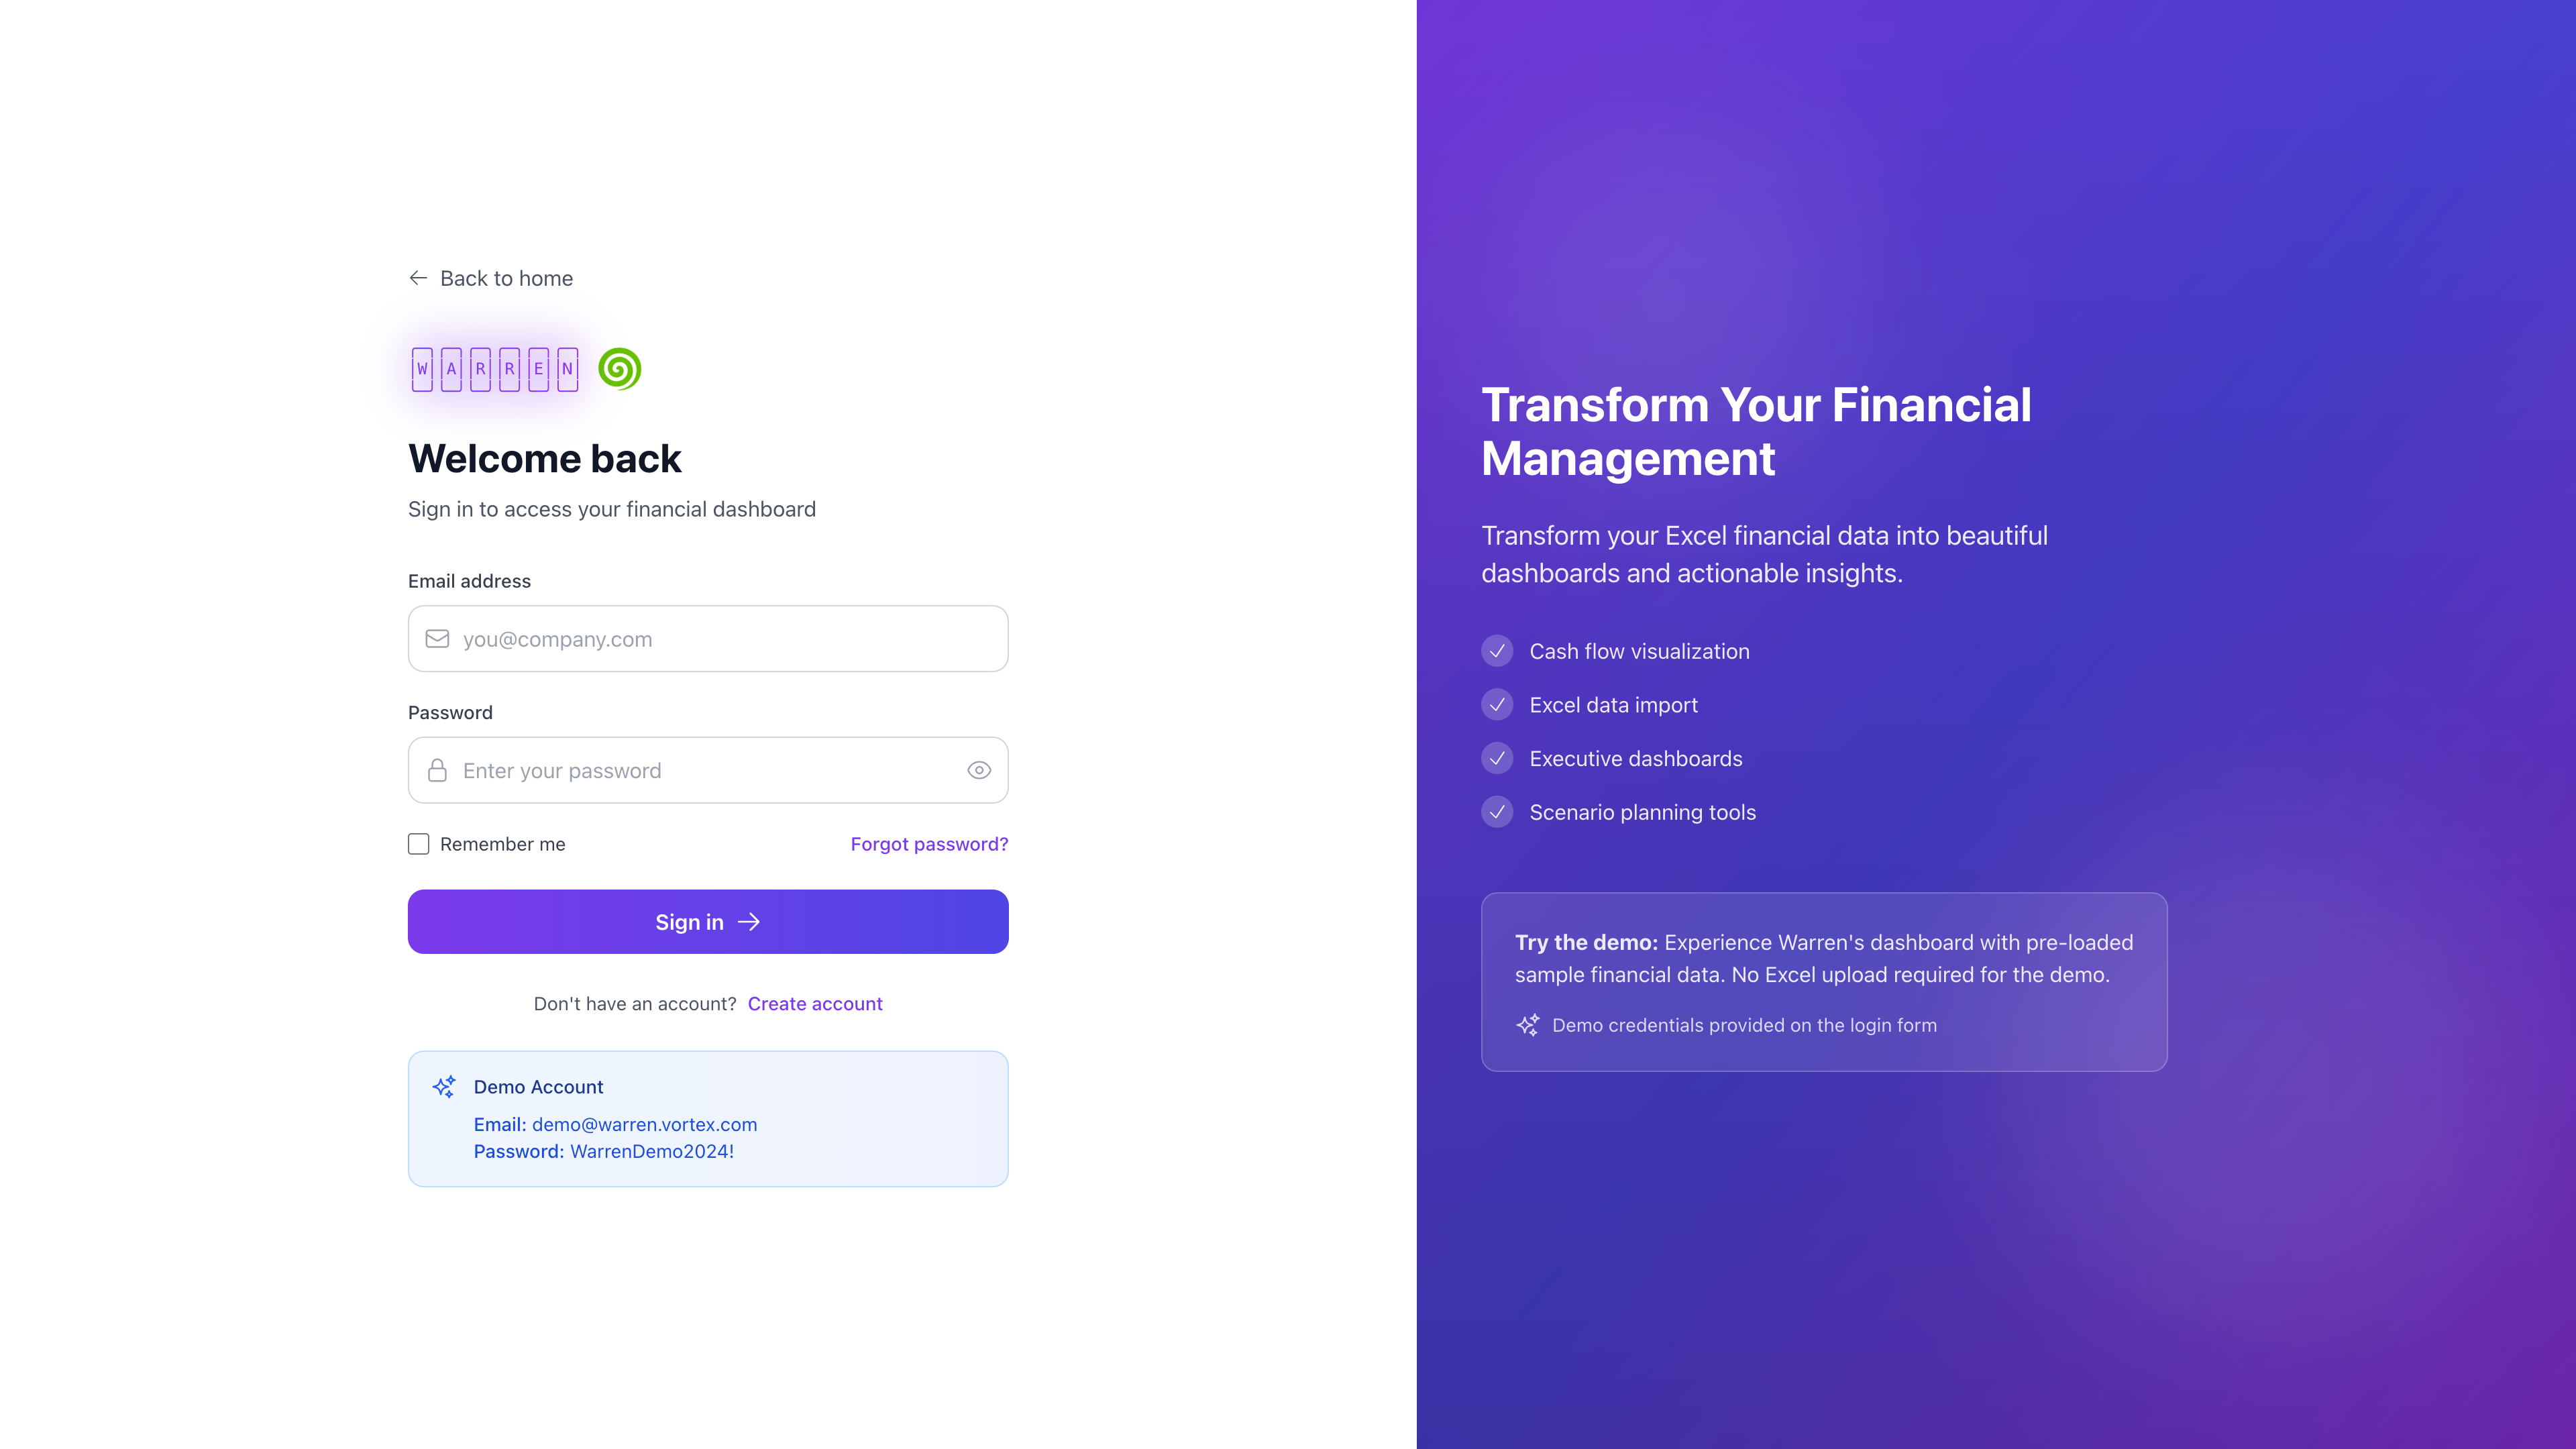 Back to home
WARREN
Welcome back
Sign in to access your financial dashboard
Email address
you@company.com
Password
Enter your password
Remember me
Forgot password?
Sign in
Don't have an account? Create account
Demo Account
Email: demo@warren.vortex.com
Password: WarrenDemo2024!
Transform Your Financial
Management
Transform your Excel financial data into beautiful
dashboards and actionable insights.
Cash flow visualization
Excel data import
Executive dashboards
Scenario planning tools
Try the demo: Experience Warren's dashboard with pre-loaded
sample financial data. No Excel upload required for the demo.
Demo credentials provided on the login form